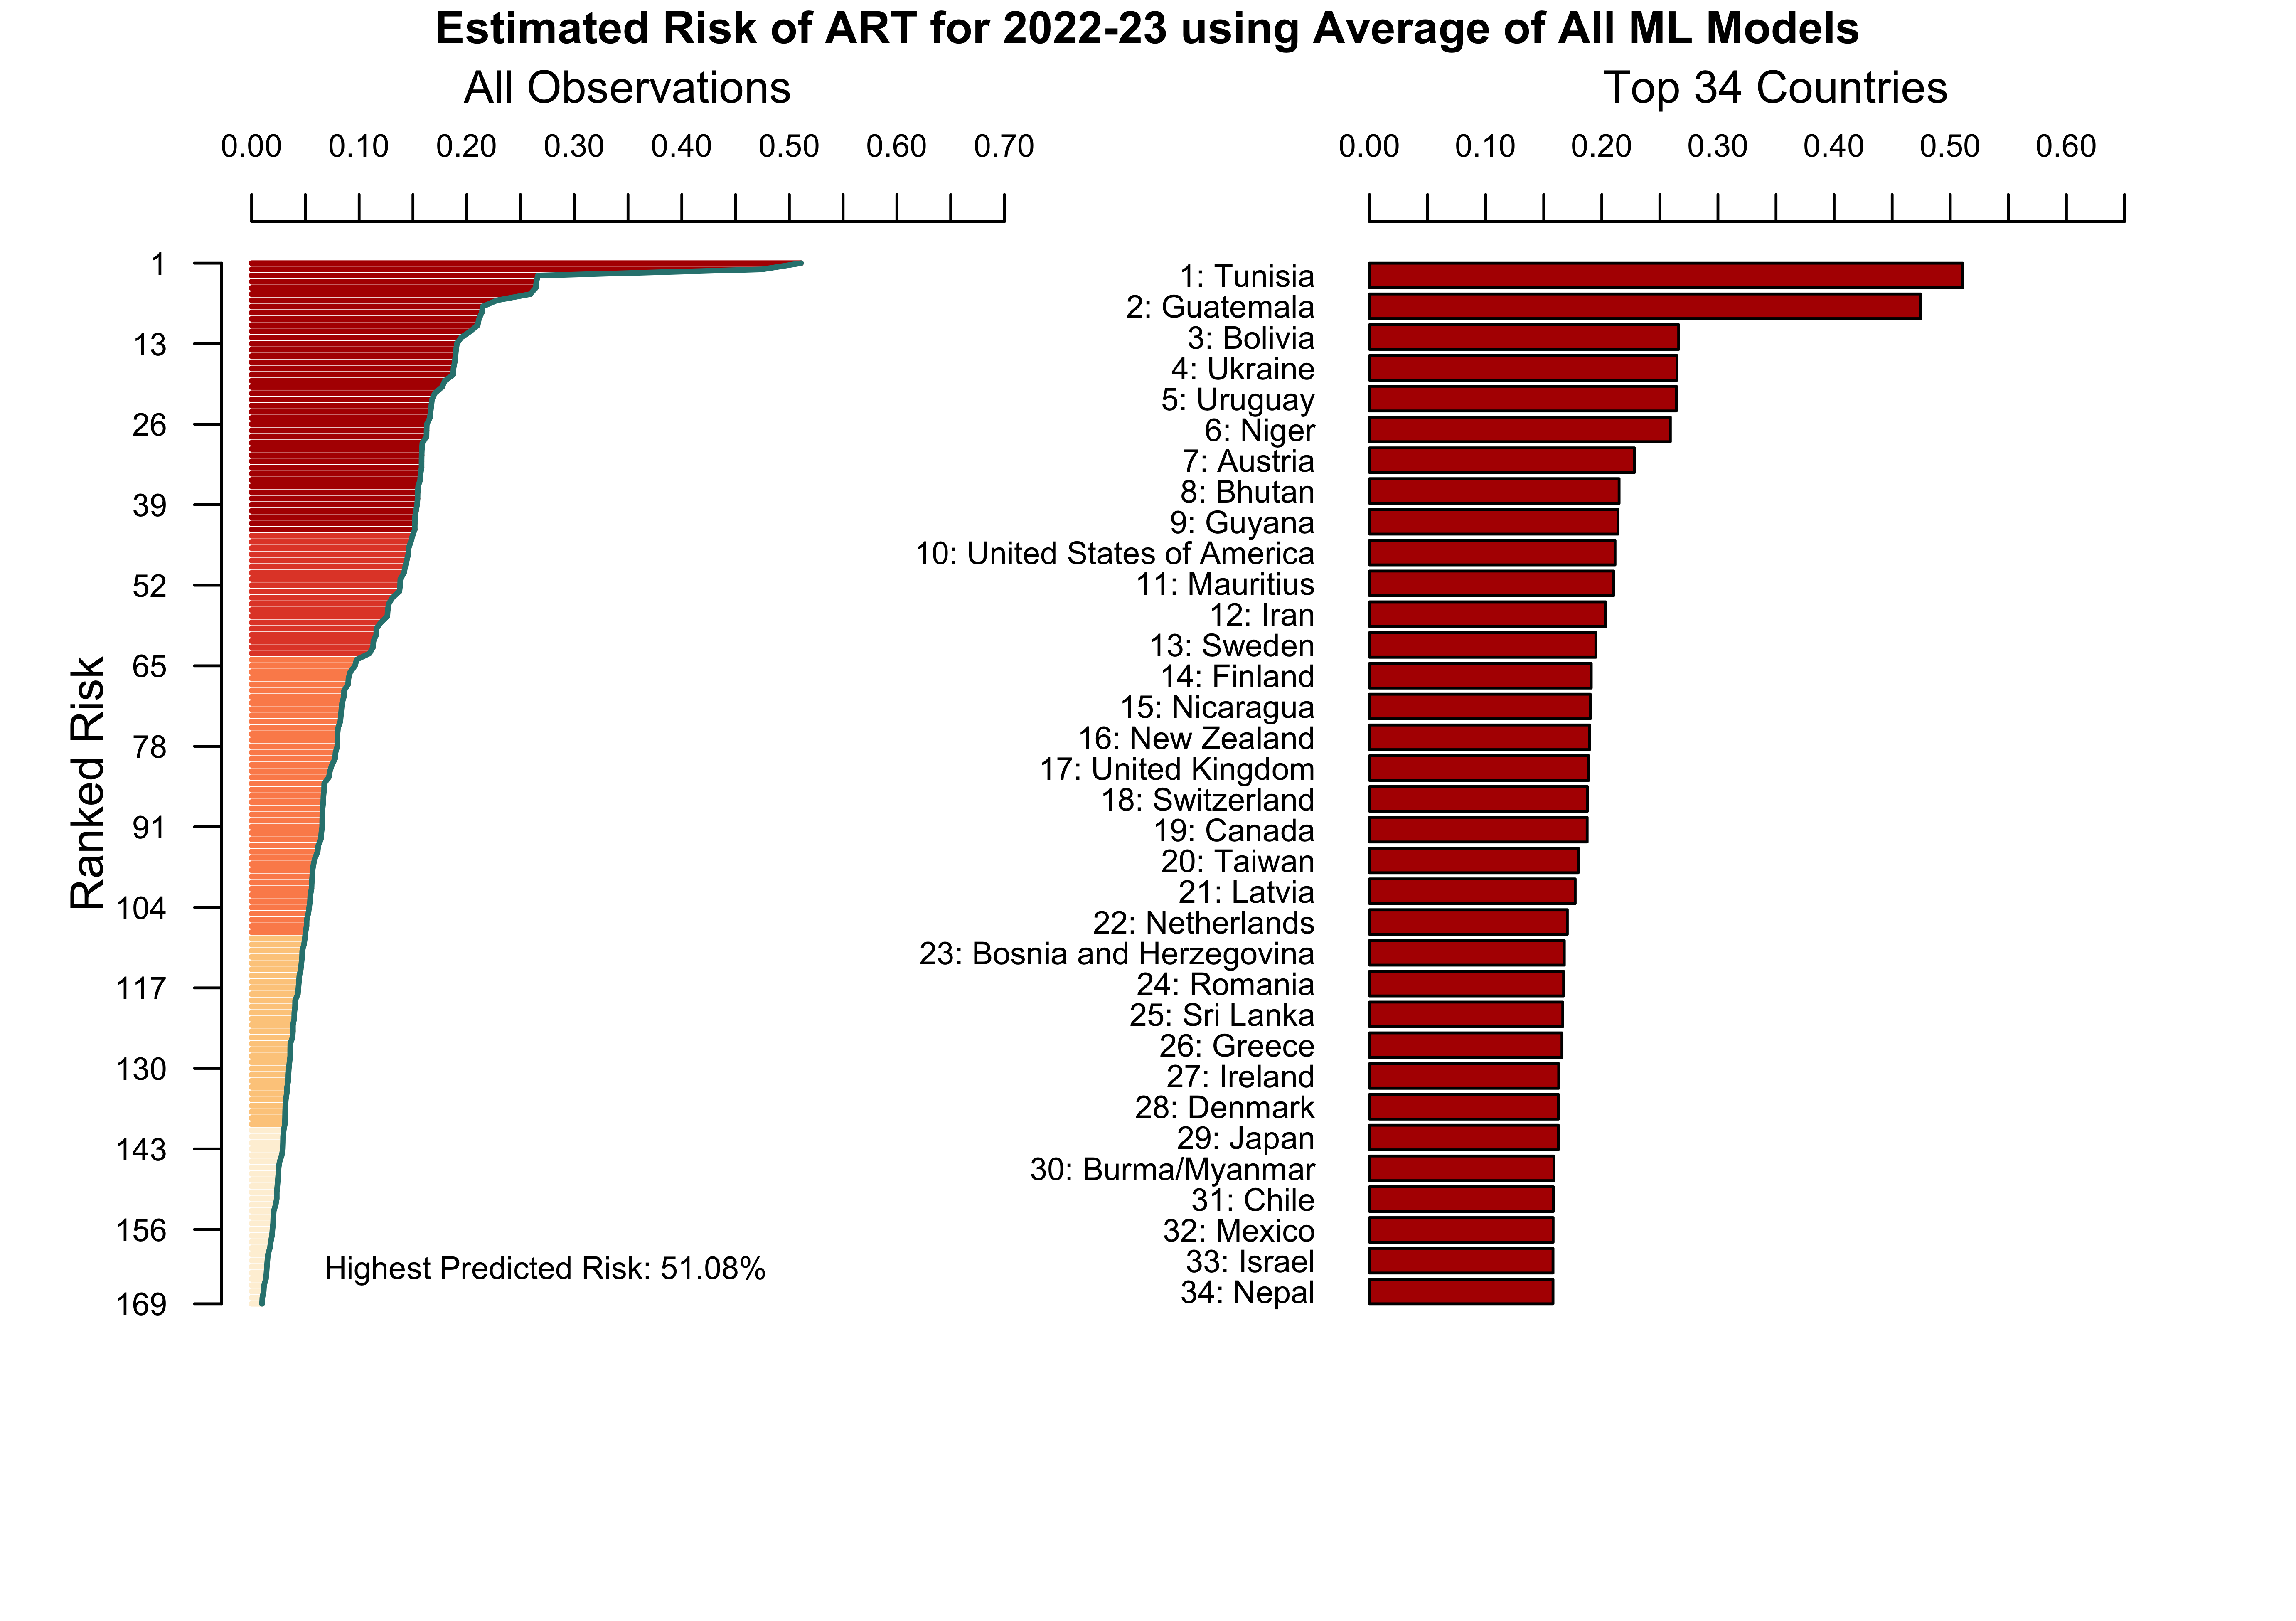 Estimated Risk of ART for 2022-23 using Average of All ML Models
All Observations
0.00 0.10 0.20 0.30 0.40 0.50 0.60 0.70
Ranked Risk
1
13
26
39
52
65
78
91
104
117
130
143
156
169
Highest Predicted Risk: 51.08%
Top 34 Countries
0.00 0.10 0.20 0.30 0.40 0.50 0.60
1: Tunisia
2: Guatemala
3: Bolivia
4: Ukraine
5: Uruguay
6: Niger
7: Austria
8: Bhutan
9: Guyana
10: United States of America
11: Mauritius
12: Iran
13: Sweden
14: Finland
15: Nicaragua
16: New Zealand
17: United Kingdom
18: Switzerland
19: Canada
20: Taiwan
21: Latvia
22: Netherlands
23: Bosnia and Herzegovina
24: Romania
25: Sri Lanka
26: Greece
27: Ireland
28: Denmark
29: Japan
30: Burma/Myanmar
31: Chile
32: Mexico
33: Israel
34: Nepal